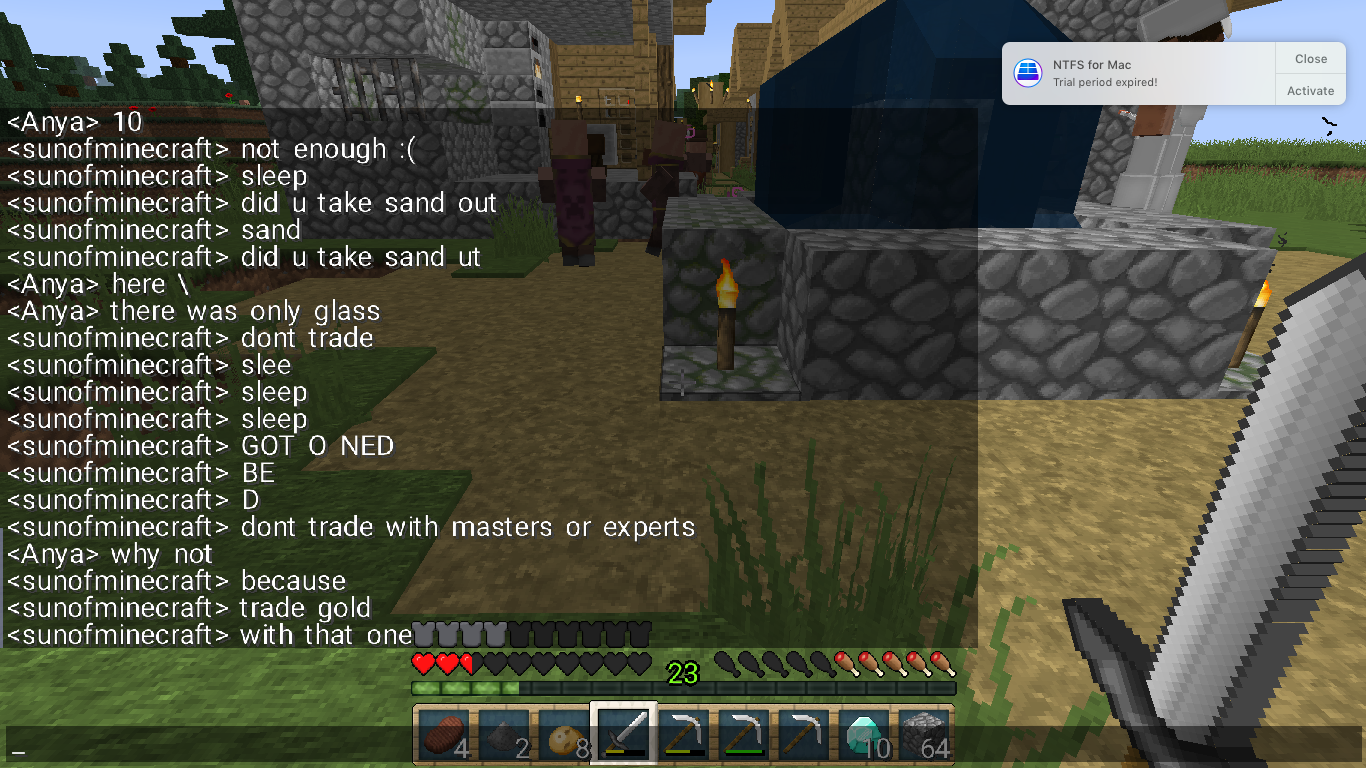 NTFS for Mac
Trial period expired!
Close
Activate
<Anya> 10
<sunofminecraft> not enough :(
<sunofminecraft> sleep
<sunofminecraft> did u take sand out
<sunofminecraft> sand
<sunofminecraft> did u take sand ut
<Anya> here \
<Anya> there was only glass
<sunofminecraft> dont trade
<sunofminecraft> slee
<sunofminecraft> sleep
<sunofminecraft> sleep
<sunofminecraft> GOT O NED
<sunofminecraft> BE
<sunofminecraft> D
<sunofminecraft> dont trade with masters or experts
<Anya> why not
<sunofminecraft> because
<sunofminecraft> trade gold
<sunofminecraft> with that one
23
4 2 8 10 64
_